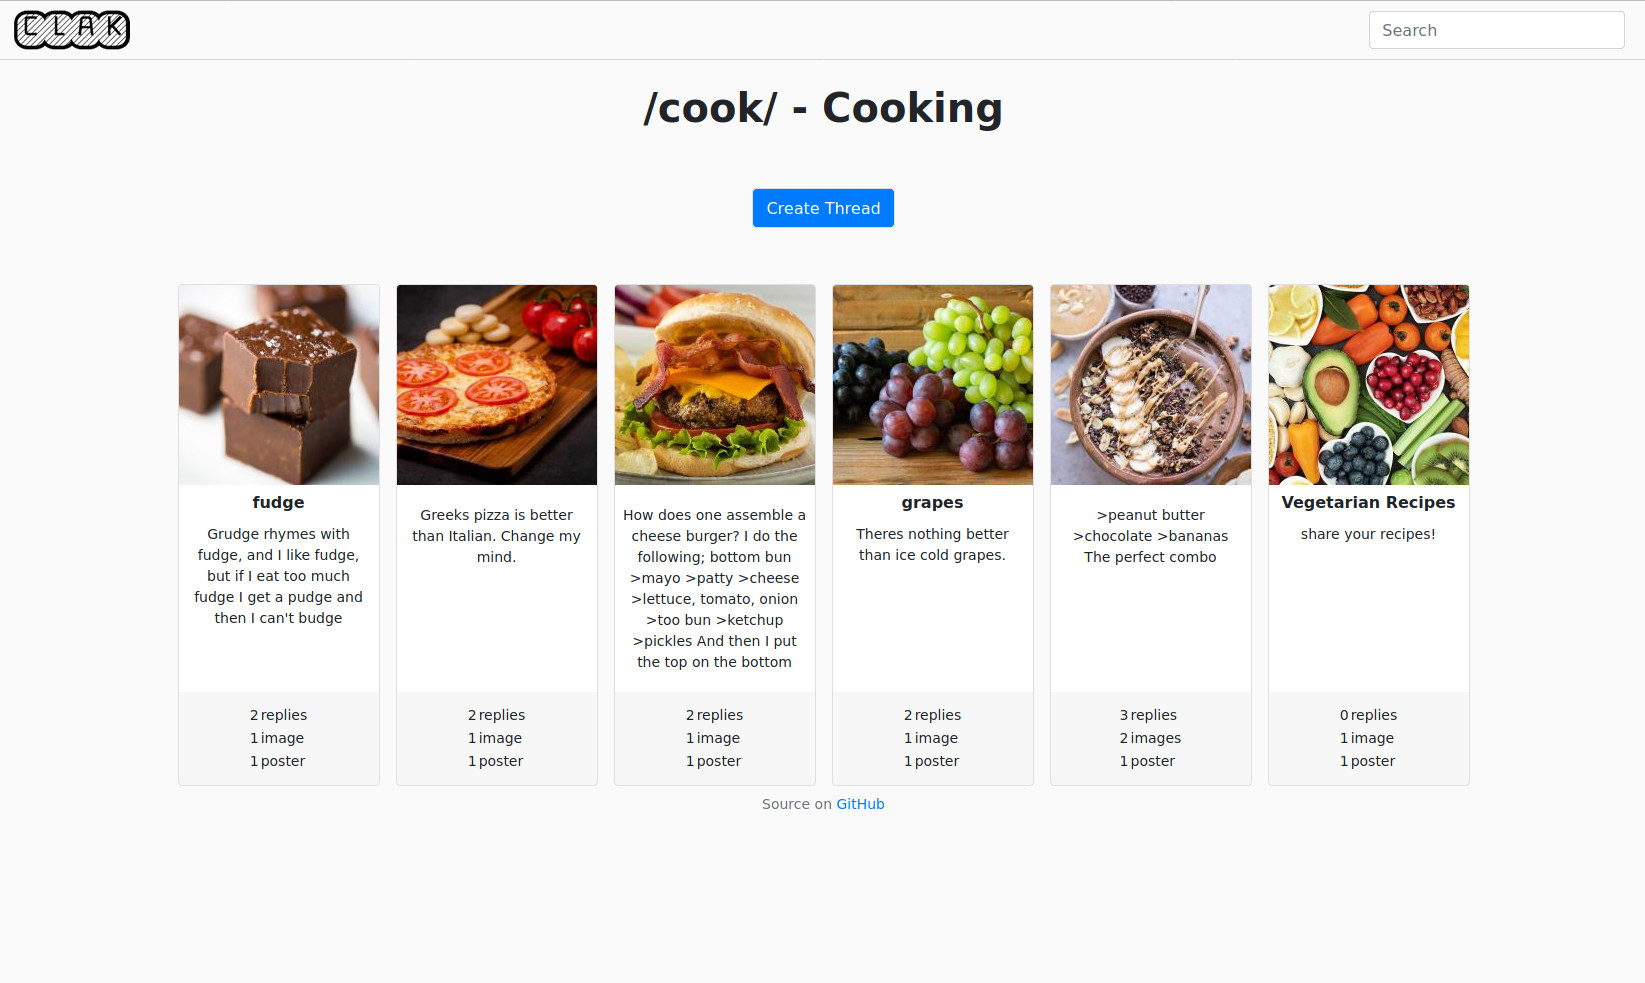 CLAK
Search
/cook/ - Cooking
Create Thread
fudge
Grudge rhymes with
fudge, and I like fudge,
but if I eat too much
fudge I get a pudge and
then I can't budge
2 replies
1 image
1 poster
Greeks pizza is better
than Italian. Change my
mind.
2 replies
1 image
1 poster
How does one assemble a
cheese burger? I do the
following; bottom bun
>mayo >patty >cheese
>lettuce, tomato, onion
>too bun >ketchup
>pickles And then I put
the top on the bottom
2 replies
1 image
1 poster
grapes
Theres nothing better
than ice cold grapes.
2 replies
1 image
1 poster
>peanut butter
>chocolate >bananas
The perfect combo
3 replies
2 images
1 poster
Vegetarian Recipes
share your recipes!
0 replies
1 image
1 poster
Source on GitHub